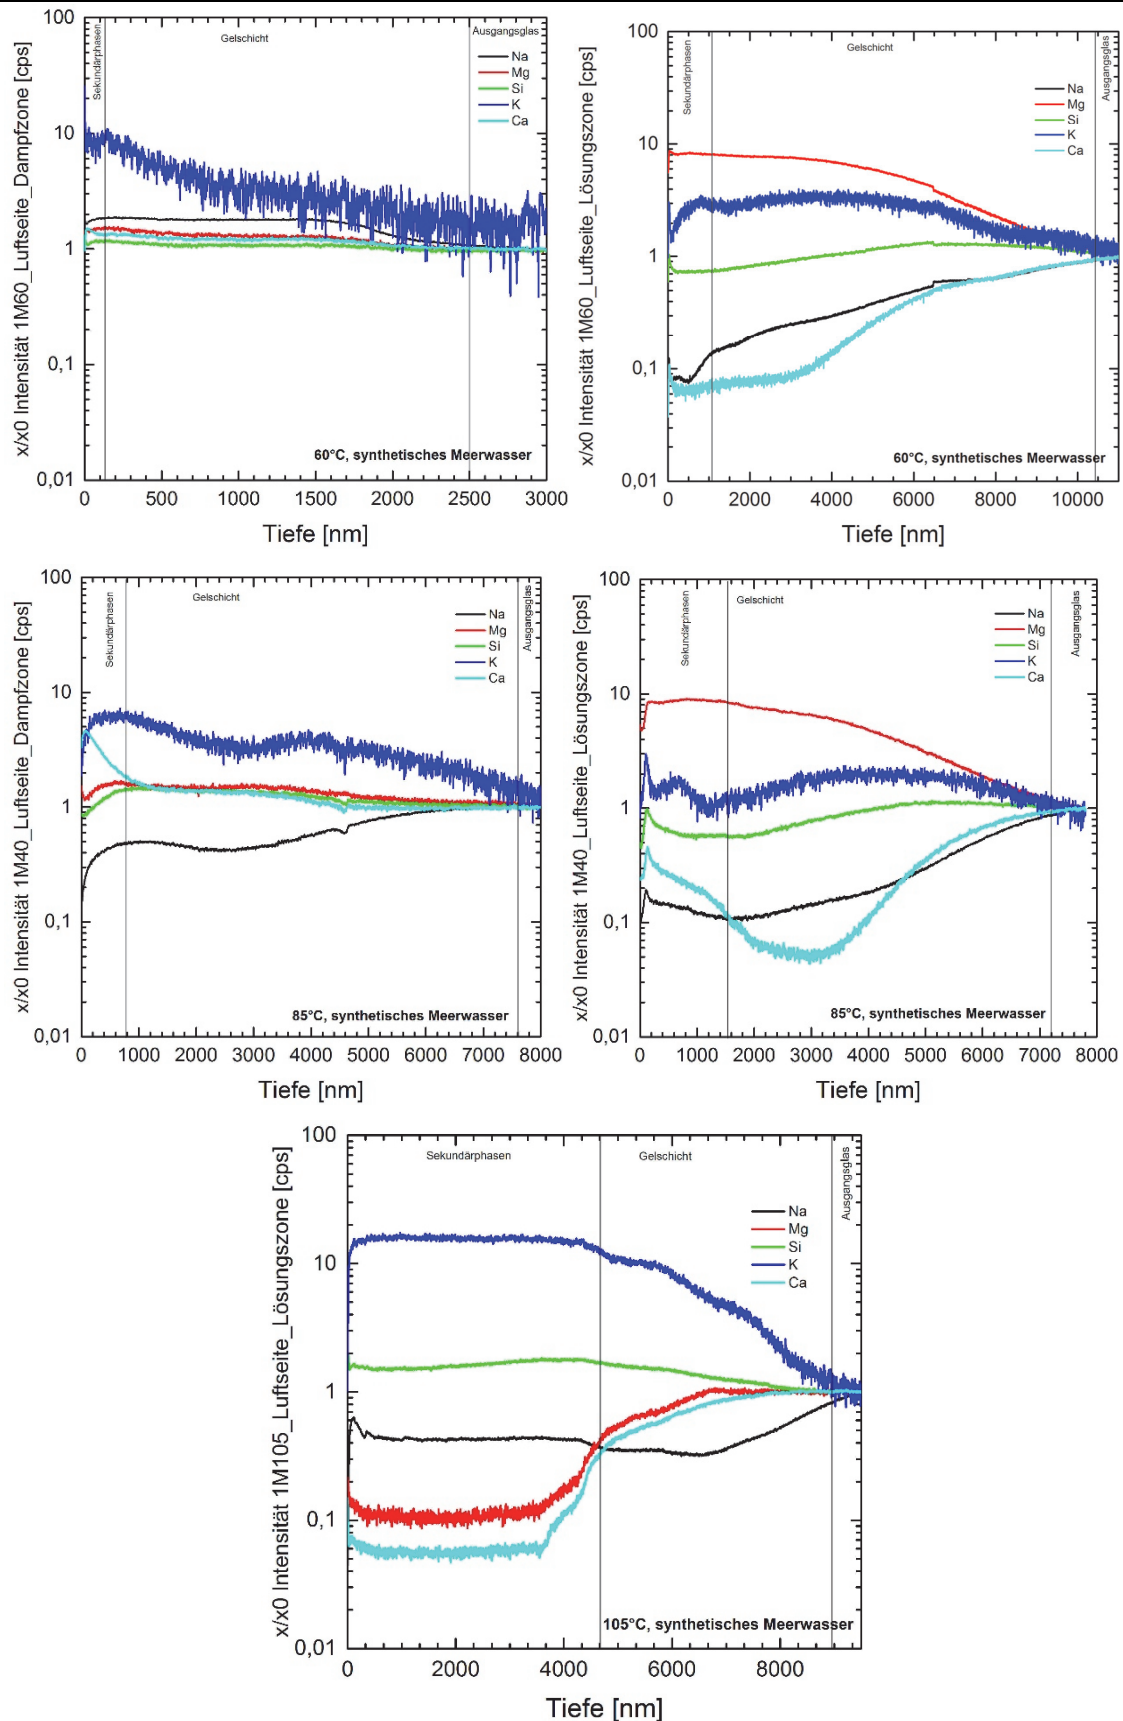 x/x0 Intensität 1M60_Luftseite_Dampfzone [cps]
100
10
1
0,1
0,01
Sekundärphasen
Gelschicht
Ausgangsglas
Na
Mg
Si
K
Ca
60°C, synthetisches Meerwasser
0 500 1000 1500 2000 2500 3000
Tiefe [nm]
x/x0 Intensität 1M60_Luftseite_Lösungszone [cps]
100
10
1
0,1
0,01
Sekundärphasen
Gelschicht
Ausgangsglas
Na
Mg
Si
K
Ca
60°C, synthetisches Meerwasser
0 2000 4000 6000 8000 10000
Tiefe [nm]
x/x0 Intensität 1M40_Luftseite_Dampfzone [cps]
100
10
1
0,1
0,01
Sekundärphasen
Gelschicht
Ausgangsglas
Na
Mg
Si
K
Ca
85°C, synthetisches Meerwasser
0 1000 2000 3000 4000 5000 6000 7000 8000
Tiefe [nm]
x/x0 Intensität 1M40_Luftseite_Lösungszone [cps]
100
10
1
0,1
0,01
Sekundärphasen
Gelschicht
Ausgangsglas
Na
Mg
Si
K
Ca
85°C, synthetisches Meerwasser
0 1000 2000 3000 4000 5000 6000 7000 8000
Tiefe [nm]
x/x0 Intensität 1M105_Luftseite_Lösungszone [cps]
100
10
1
0,1
0,01
Sekundärphasen
Gelschicht
Ausgangsglas
Na
Mg
Si
K
Ca
105°C, synthetisches Meerwasser
0 2000 4000 6000 8000
Tiefe [nm]